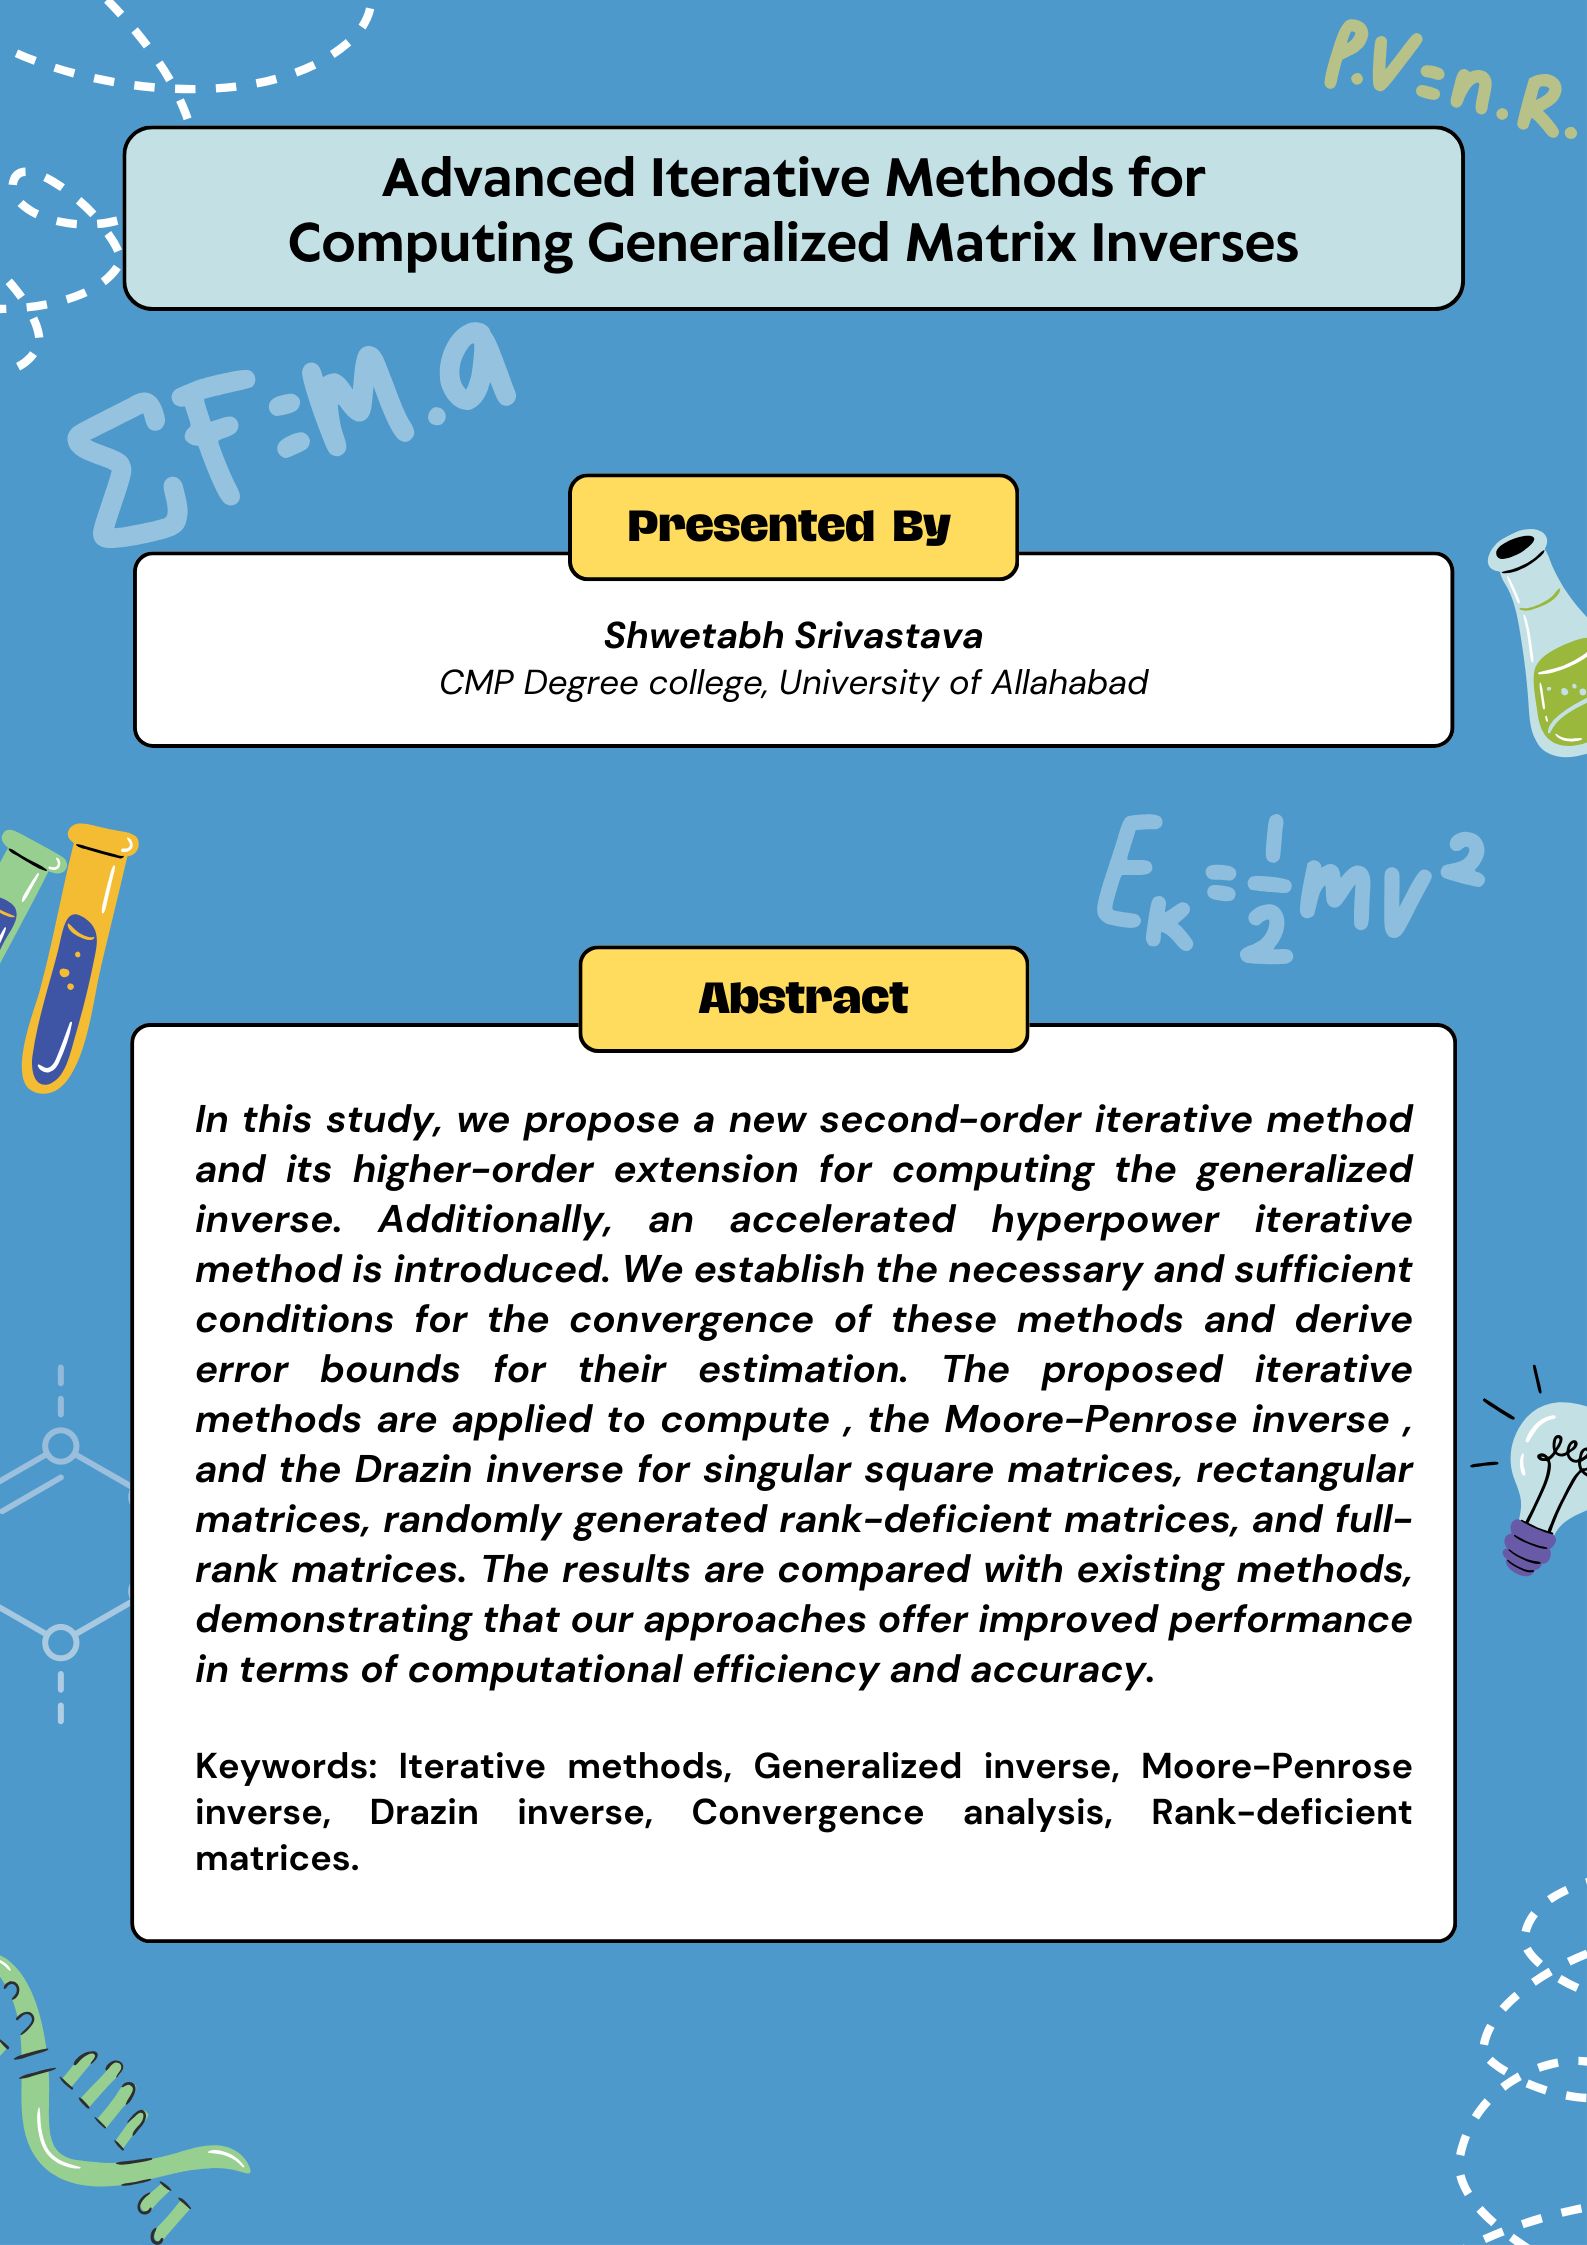 P.V=n.R.
Advanced Iterative Methods for
Computing Generalized Matrix Inverses
ΣF=m.a
Presented By
Shwetabh Srivastava
CMP Degree college, University of Allahabad
Eₖ=½mv²
Abstract
In this study, we propose a new second-order iterative method
and its higher-order extension for computing the generalized
inverse. Additionally, an accelerated hyperpower iterative
method is introduced. We establish the necessary and sufficient
conditions for the convergence of these methods and derive
error bounds for their estimation. The proposed iterative
methods are applied to compute , the Moore-Penrose inverse ,
and the Drazin inverse for singular square matrices, rectangular
matrices, randomly generated rank-deficient matrices, and full-
rank matrices. The results are compared with existing methods,
demonstrating that our approaches offer improved performance
in terms of computational efficiency and accuracy.
Keywords: Iterative methods, Generalized inverse, Moore-Penrose
inverse, Drazin inverse, Convergence analysis, Rank-deficient
matrices.